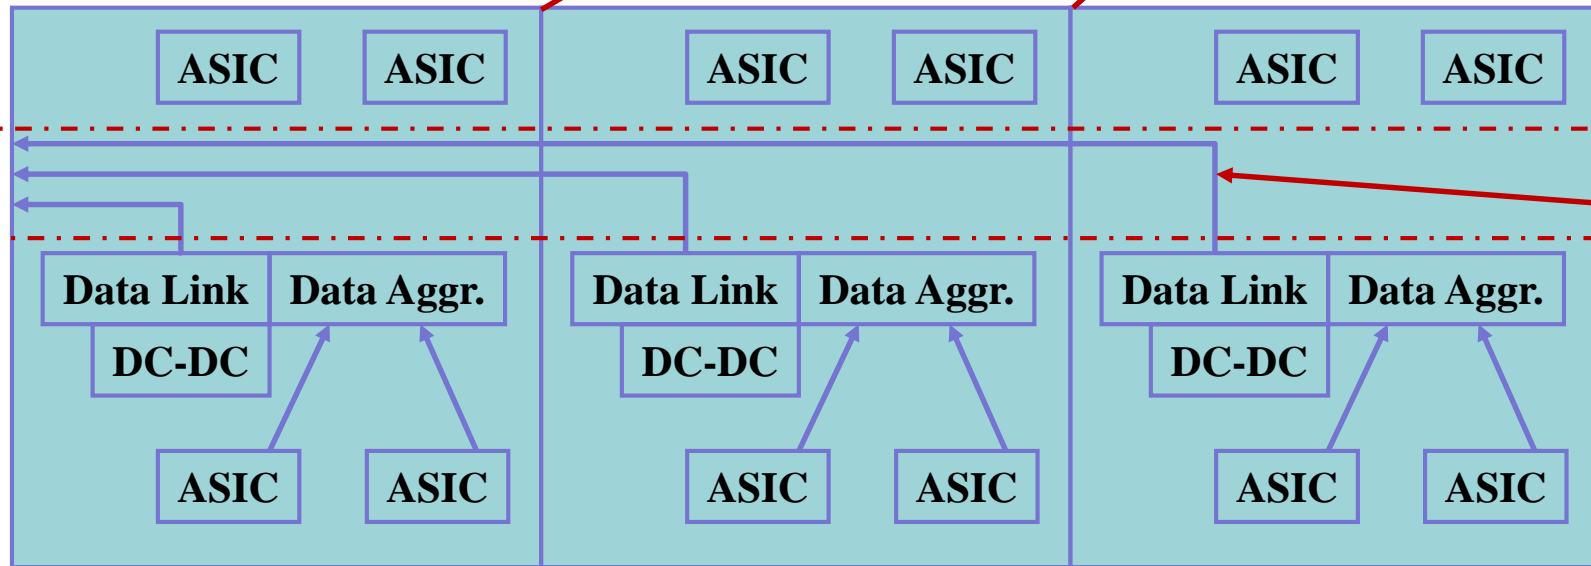 ASIC ASIC ASIC ASIC ASIC ASIC
Data Link Data Aggr. Data Link Data Aggr. Data Link Data Aggr.
DC-DC DC-DC DC-DC
ASIC ASIC ASIC ASIC ASIC ASIC